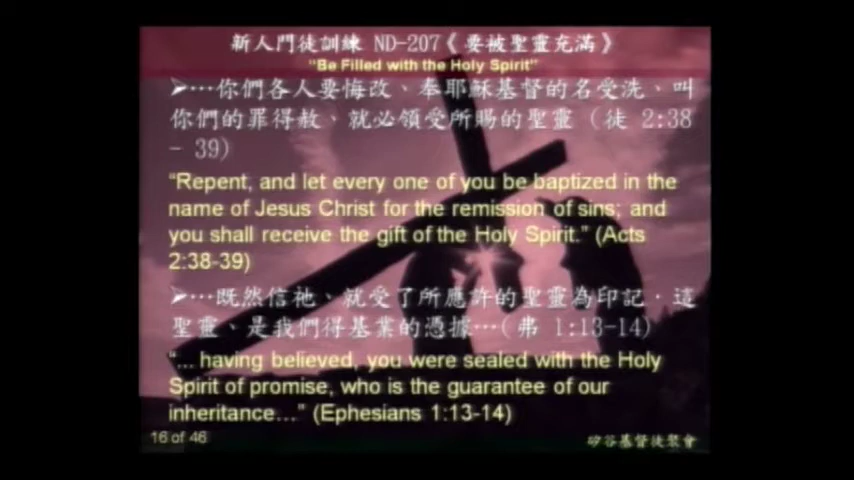 新人門徒訓練 ND-207《要被聖靈充滿》
“Be Filled with the Holy Spirit”
➢…你們各人要悔改、奉耶穌基督的名受洗、叫
你們的罪得赦、就必領受所賜的聖靈 (徒 2:38
- 39)
“Repent, and let every one of you be baptized in the
name of Jesus Christ for the remission of sins; and
you shall receive the gift of the Holy Spirit.” (Acts
2:38-39)
➢…既然信祂、就受了所應許的聖靈為印記．這
聖靈、是我們得基業的憑據…(弗 1:13-14)
“... having believed, you were sealed with the Holy
Spirit of promise, who is the guarantee of our
inheritance…” (Ephesians 1:13-14)
16 of 46
矽谷基督徒聚會